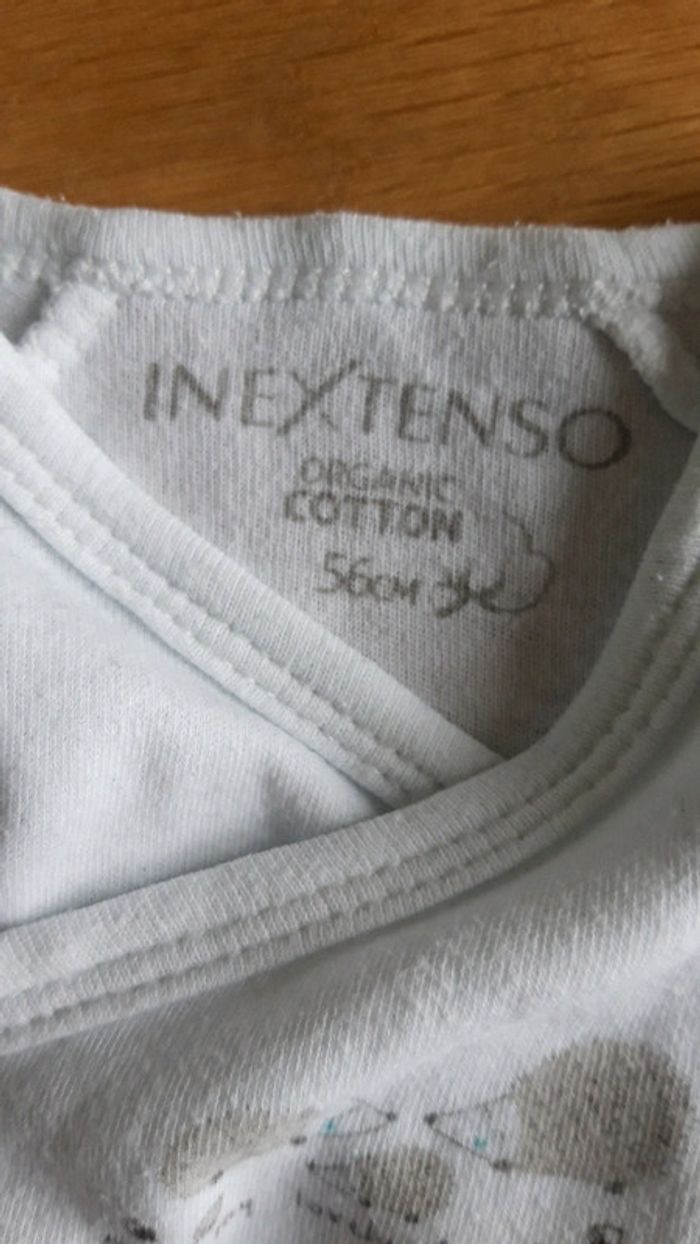 INEXTENSO
ORGANIC
COTTON
56CM